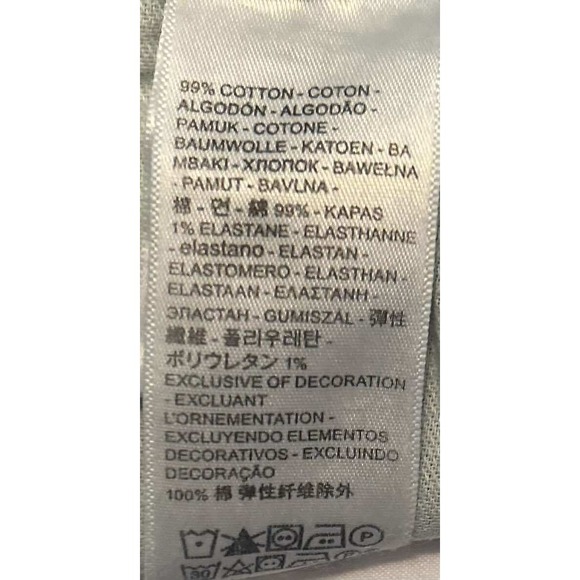 99% COTTON - COTON -
ALGODÓN - ALGODÃO -
PAMUK - COTONE -
BAUMWOLLE - KATOEN - BA
MBAKI - ХЛОПОК - BAWEŁNA
- PAMUT - BAVLNA -
棉 - 면 - 綿 99% - KAPAS
1% ELASTANE - ELASTHANNE
- elastano - ELASTAN -
ELASTOMERO - ELASTHAN -
ELASTAAN - ΕΛΑΣΤΑΝΗ -
ЭЛАСТАН - GUMISZÁL - 彈性
纖維 - 폴리우레탄 -
ポリウレタン 1%
EXCLUSIVE OF DECORATION
- EXCLUANT
L'ORNEMENTATION -
EXCLUYENDO ELEMENTOS
DECORATIVOS - EXCLUINDO
DECORAÇÃO
100% 棉 弹性纤维除外
P